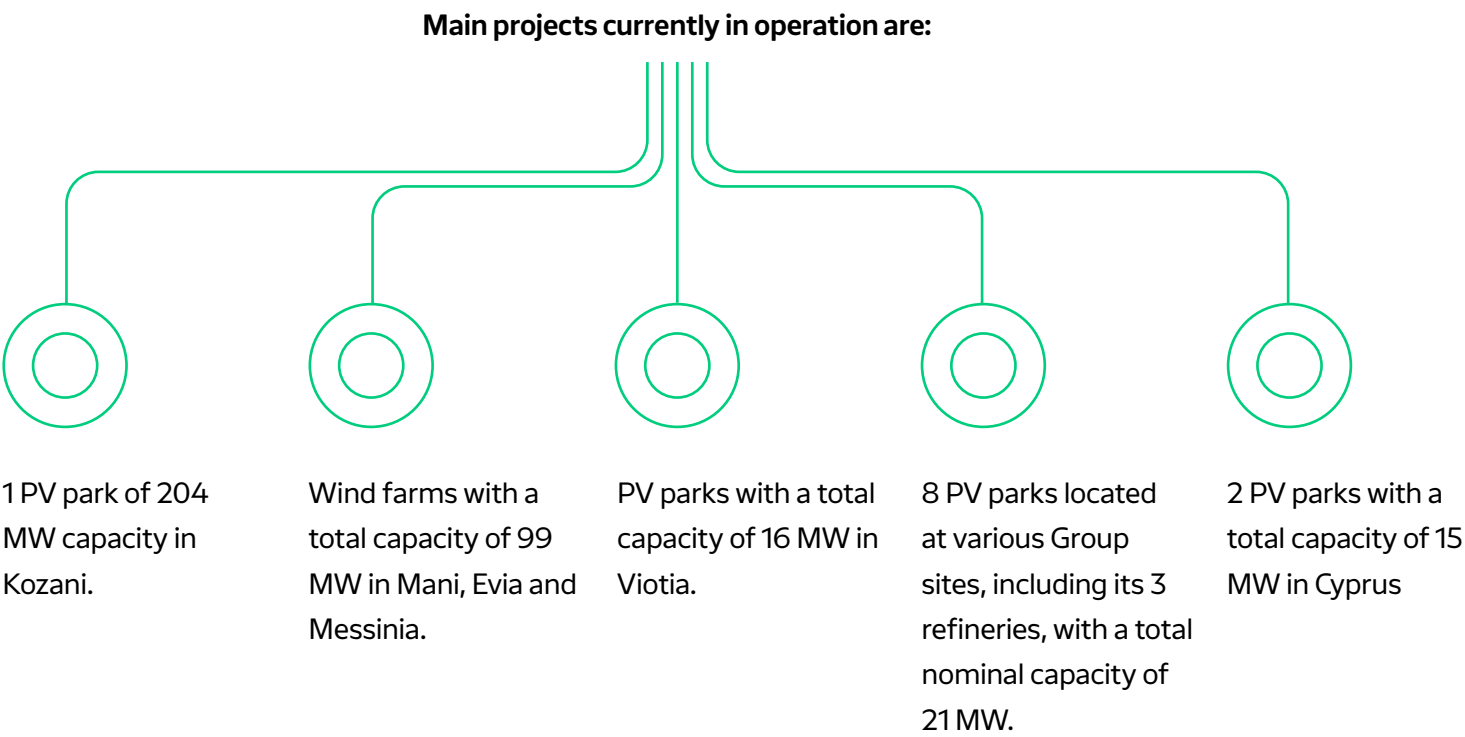 Main projects currently in operation are:
1 PV park of 204
MW capacity in
Kozani.
Wind farms with a
total capacity of 99
MW in Mani, Evia and
Messinia.
PV parks with a total
capacity of 16 MW in
Viotia.
8 PV parks located
at various Group
sites, including its 3
refineries, with a total
nominal capacity of
21 MW.
2 PV parks with a
total capacity of 15
MW in Cyprus